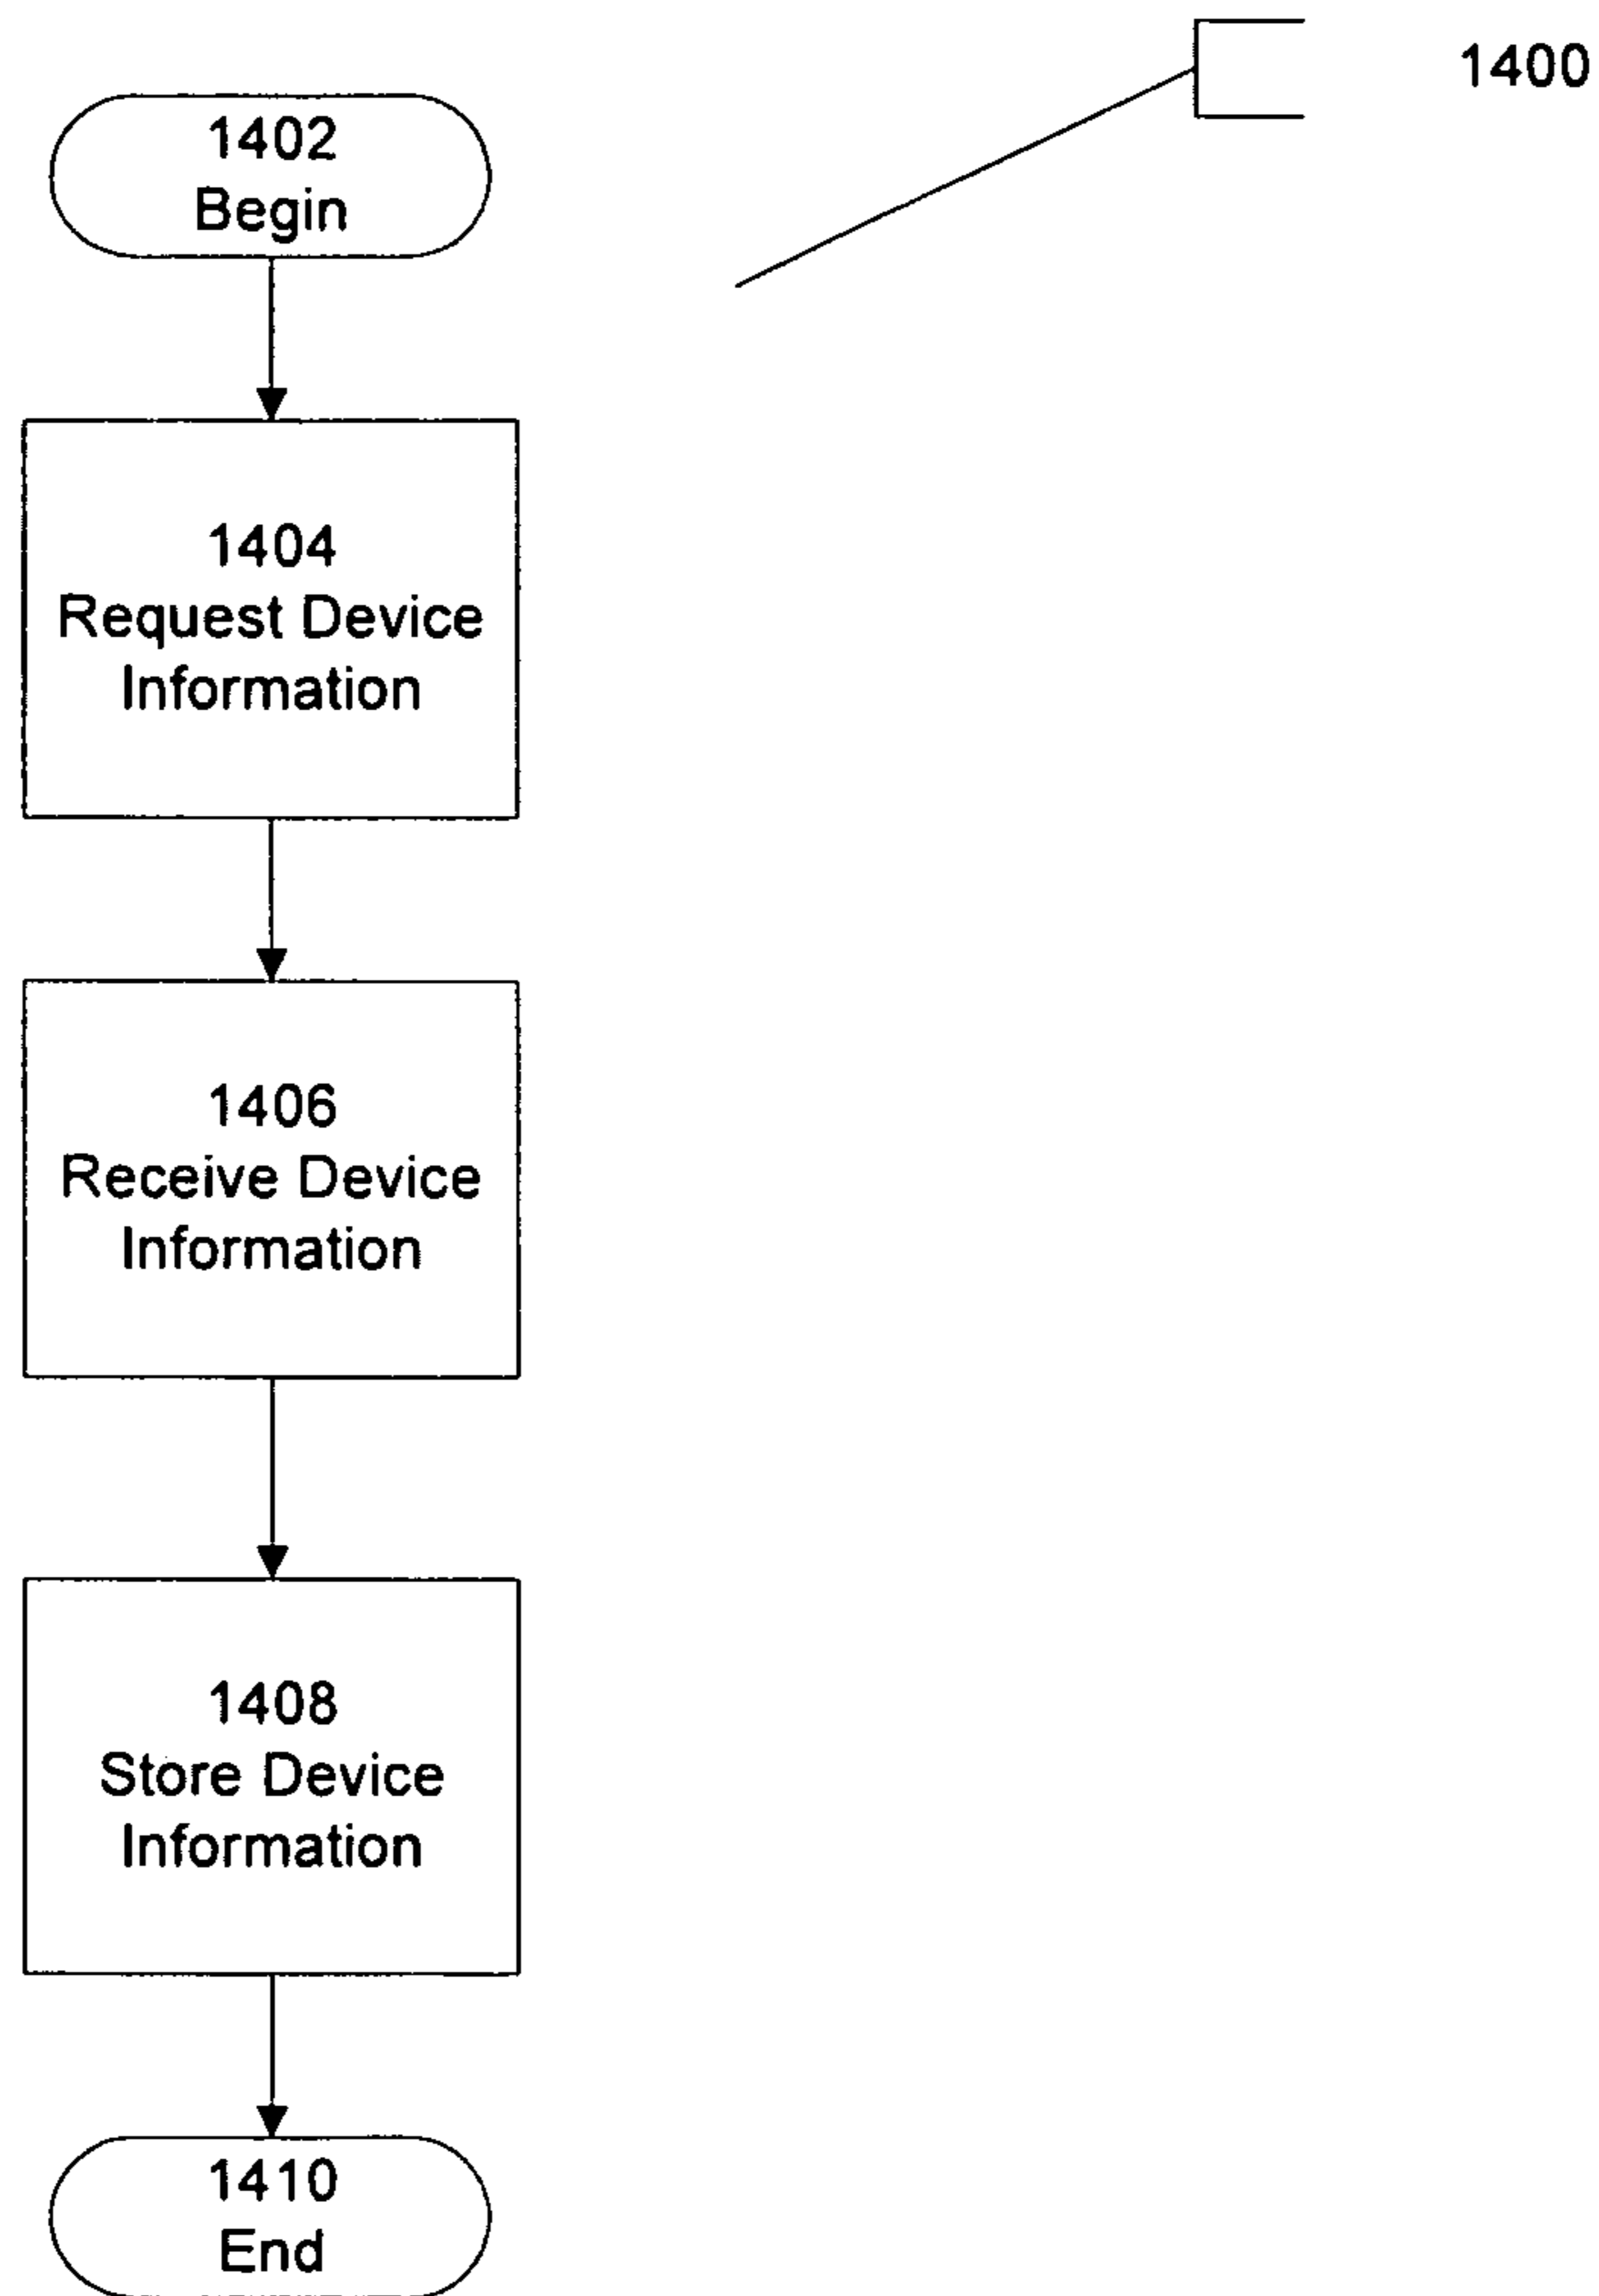 1400
1402
Begin
1404
Request Device
Information
1406
Receive Device
Information
1408
Store Device
Information
1410
End